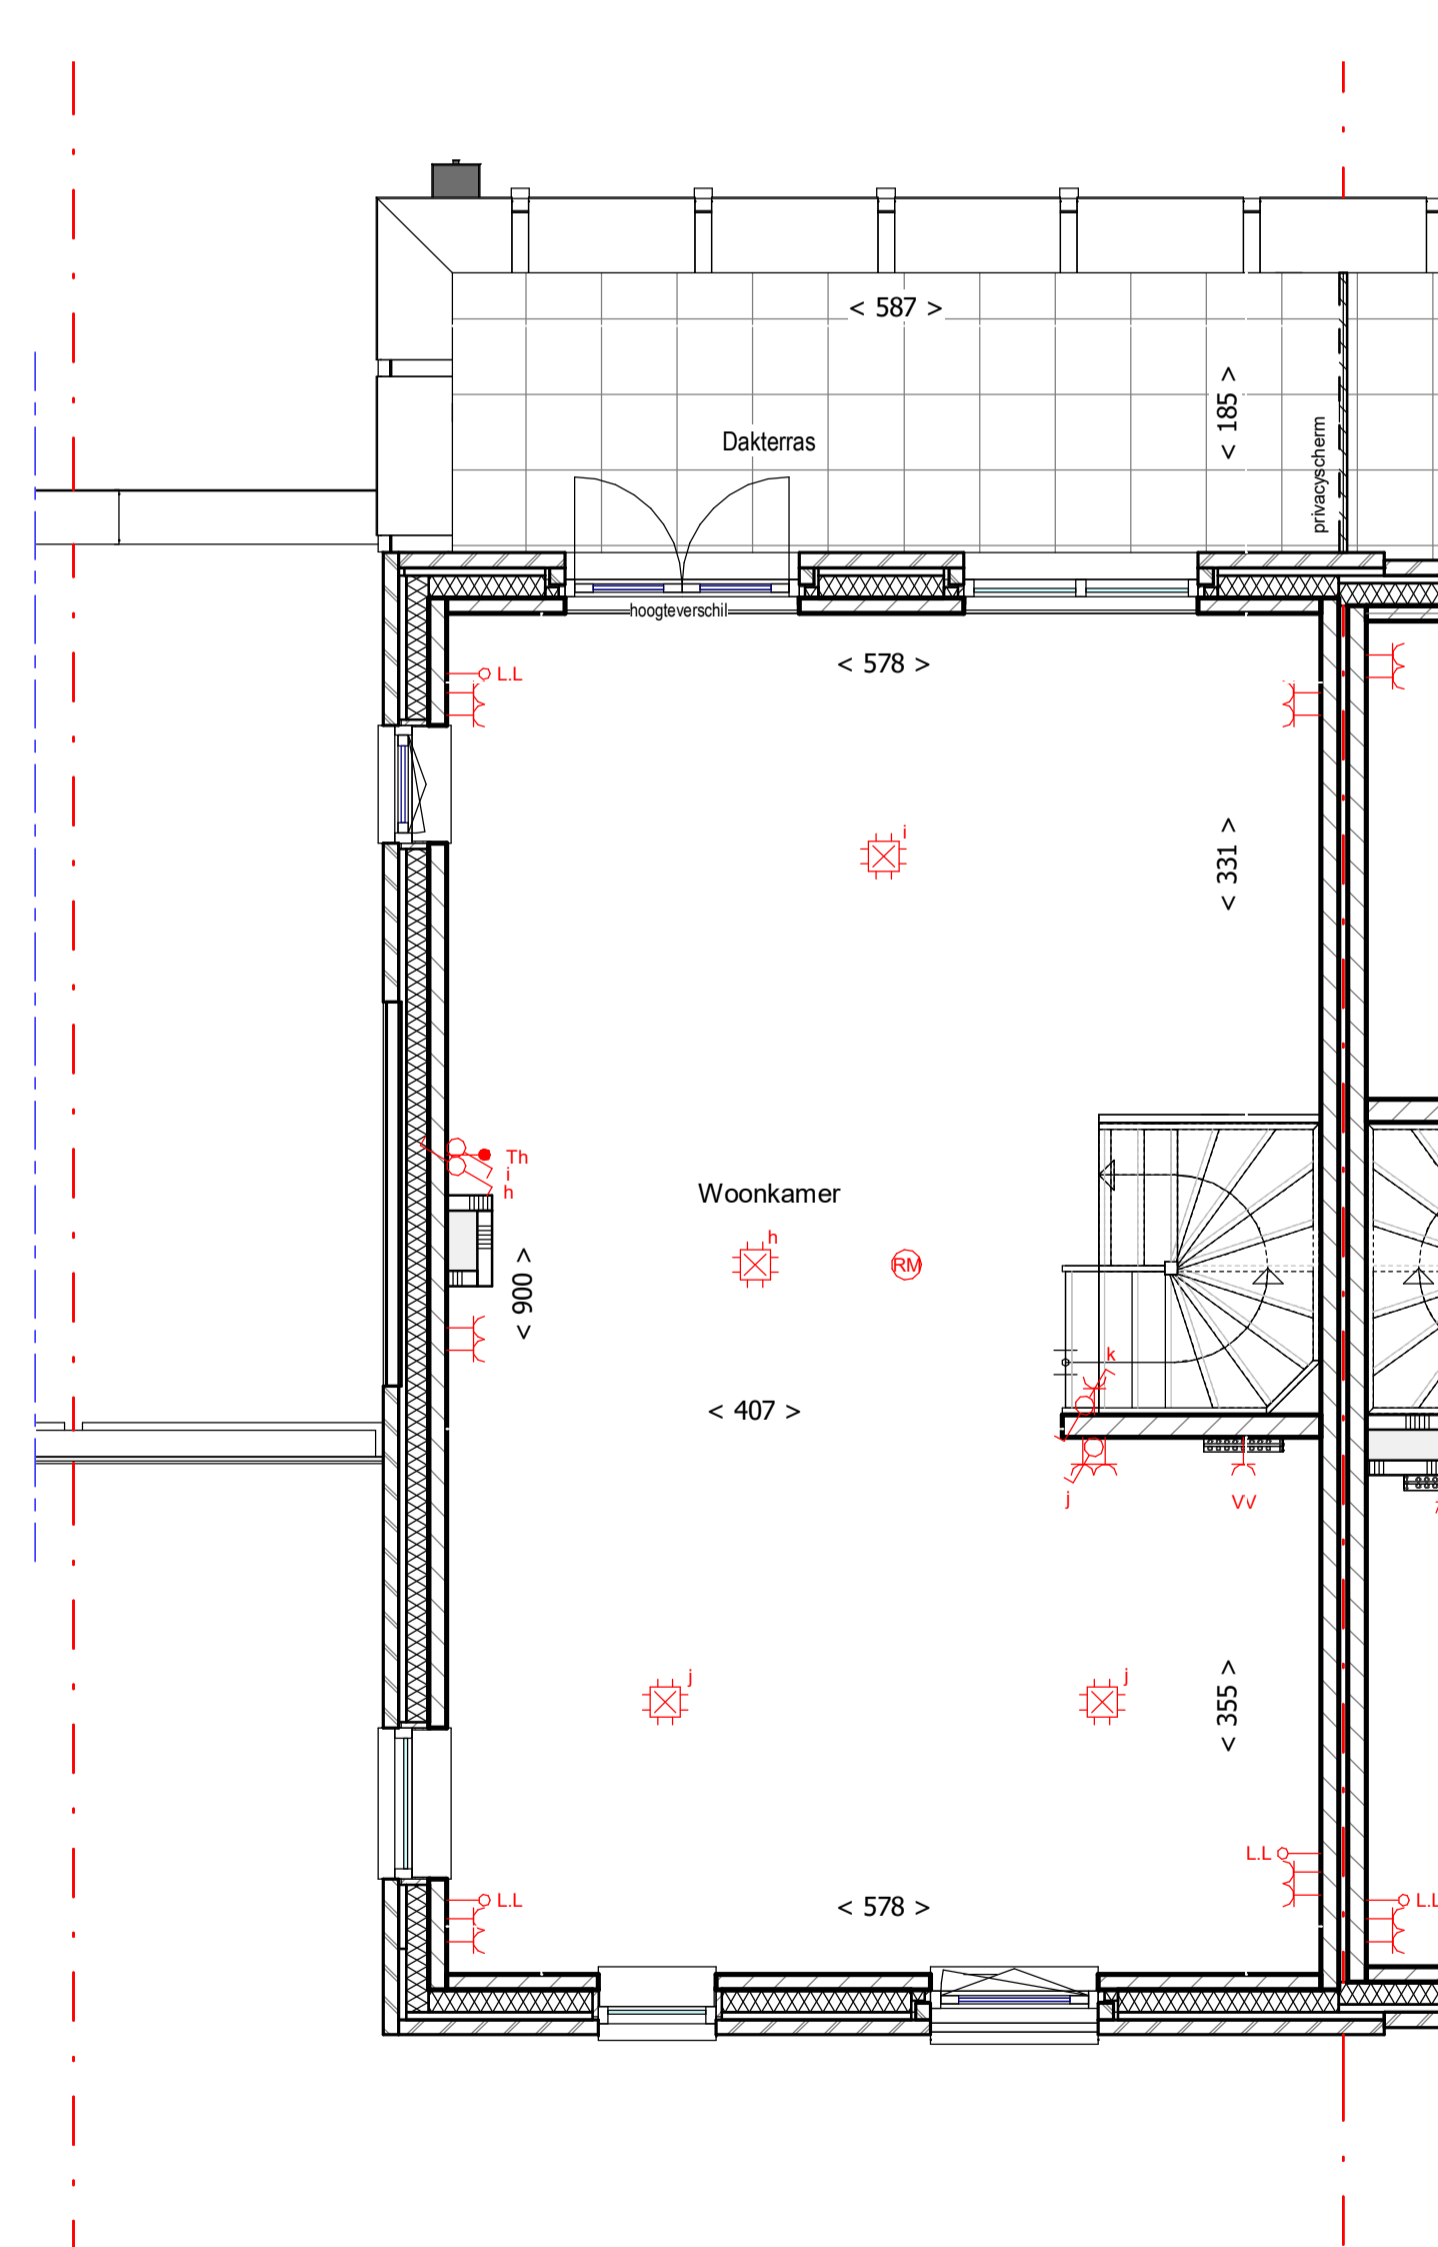 < 587 >
< 185 >
Dakterras
privacyscherm
hoogteverschil
< 578 >
L.L
i
< 331 >
Th
i
h
Woonkamer
h
RM
< 900 >
k
< 407 >
j
VV
j
j
< 355 >
L.L
L.L
L.L
< 578 >